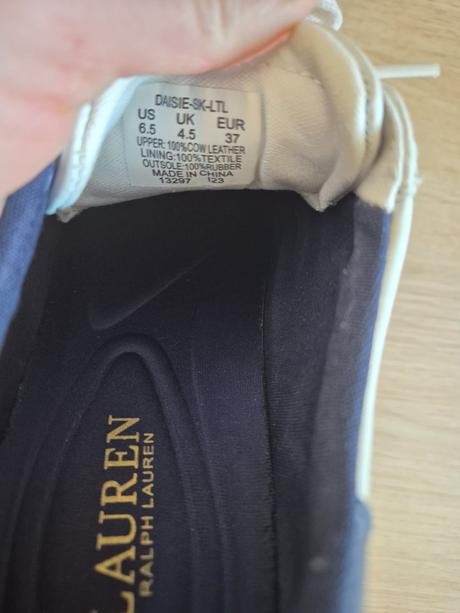 DAISIE-SK-LTL
US UK EUR
6.5 4.5 37
UPPER:100%COW LEATHER
LINING:100%TEXTILE
OUTSOLE:100%RUBBER
MADE IN CHINA
13297 123
LAUREN
RALPH LAUREN